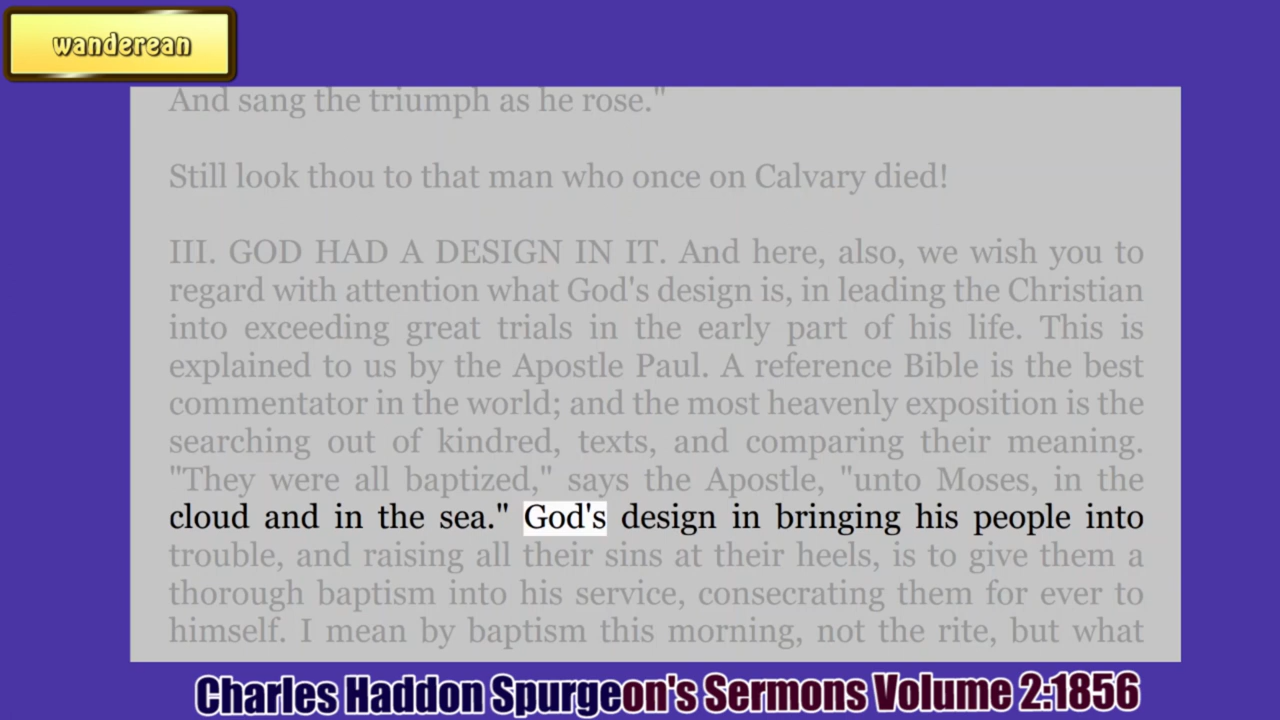 wanderean
And sang the triumph as he rose."
Still look thou to that man who once on Calvary died!
III. GOD HAD A DESIGN IN IT. And here, also, we wish you to
regard with attention what God's design is, in leading the Christian
into exceeding great trials in the early part of his life. This is
explained to us by the Apostle Paul. A reference Bible is the best
commentator in the world; and the most heavenly exposition is the
searching out of kindred, texts, and comparing their meaning.
"They were all baptized," says the Apostle, "unto Moses, in the
cloud and in the sea." God's design in bringing his people into
trouble, and raising all their sins at their heels, is to give them a
thorough baptism into his service, consecrating them for ever to
himself. I mean by baptism this morning, not the rite, but what
Charles Haddon Spurgeon's Sermons Volume 2:1856